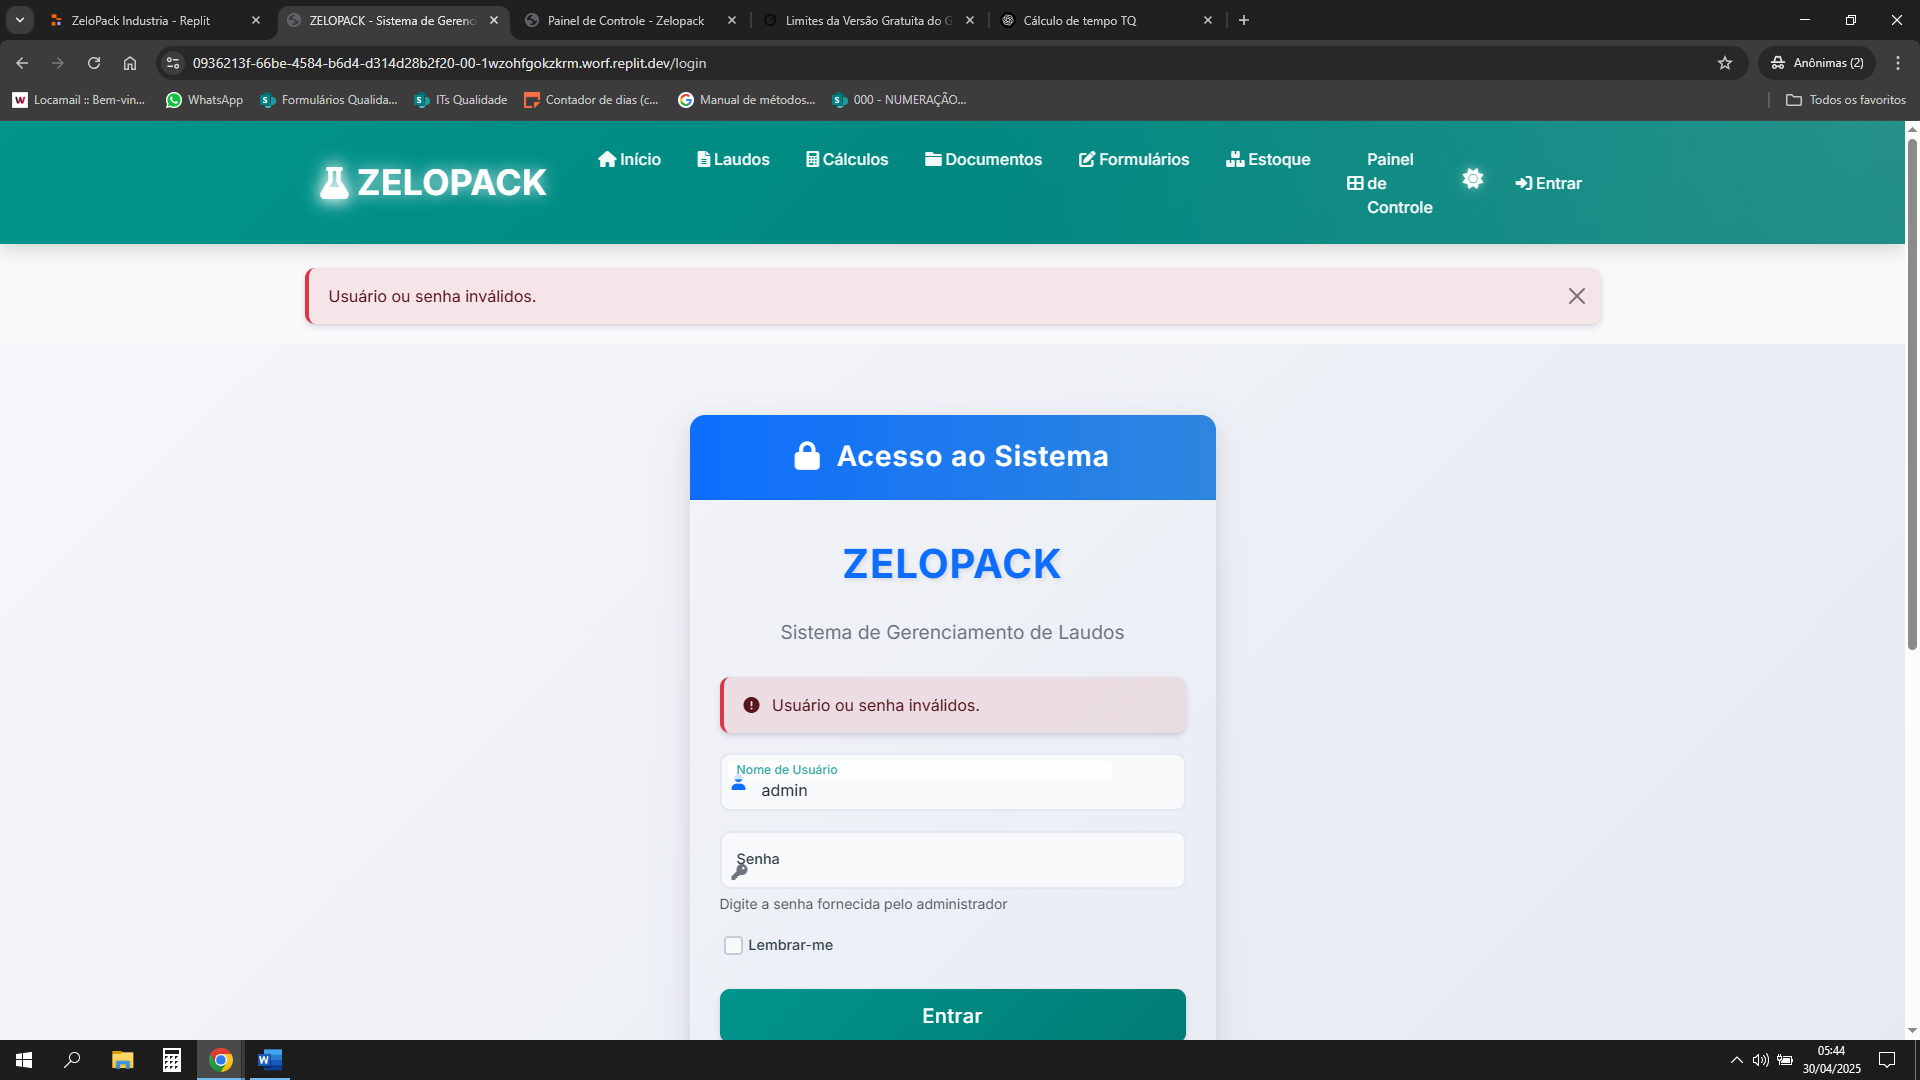 ZeloPack Industria - Replit
ZELOPACK - Sistema de Gerenc
Painel de Controle - Zelopack
Limites da Versão Gratuita do G
Cálculo de tempo TQ
0936213f-66be-4584-b6d4-d314d28b2f20-00-1wzohfgokzkrm.worf.replit.dev/login
Anônimas (2)
Locamail :: Bem-vin...
WhatsApp
Formulários Qualida...
ITs Qualidade
Contador de dias (c...
Manual de métodos...
000 - NUMERAÇÃO...
Todos os favoritos
ZELOPACK
Início
Laudos
Cálculos
Documentos
Formulários
Estoque
Painel
de
Controle
Entrar
Usuário ou senha inválidos.
Acesso ao Sistema
ZELOPACK
Sistema de Gerenciamento de Laudos
Usuário ou senha inválidos.
Nome de Usuário
admin
Senha
Digite a senha fornecida pelo administrador
Lembrar-me
Entrar
05:44
30/04/2025